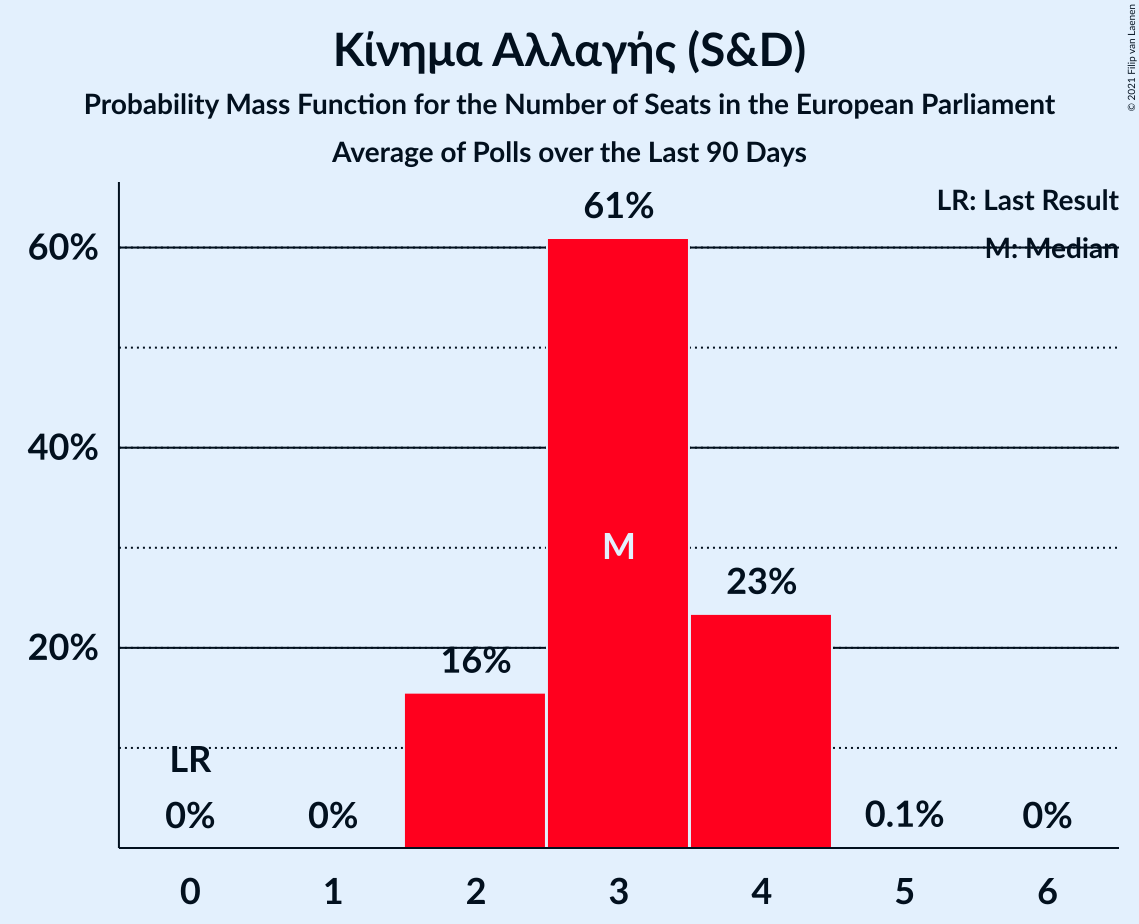 Κίνημα Αλλαγής (S&D)
Probability Mass Function for the Number of Seats in the European Parliament
Average of Polls over the Last 90 Days
© 2021 Filip van Laenen
LR: Last Result
M: Median
61%
60%
40%
M
23%
20%
16%
LR
0%
0%
0.1%
0%
0
1
2
3
4
5
6